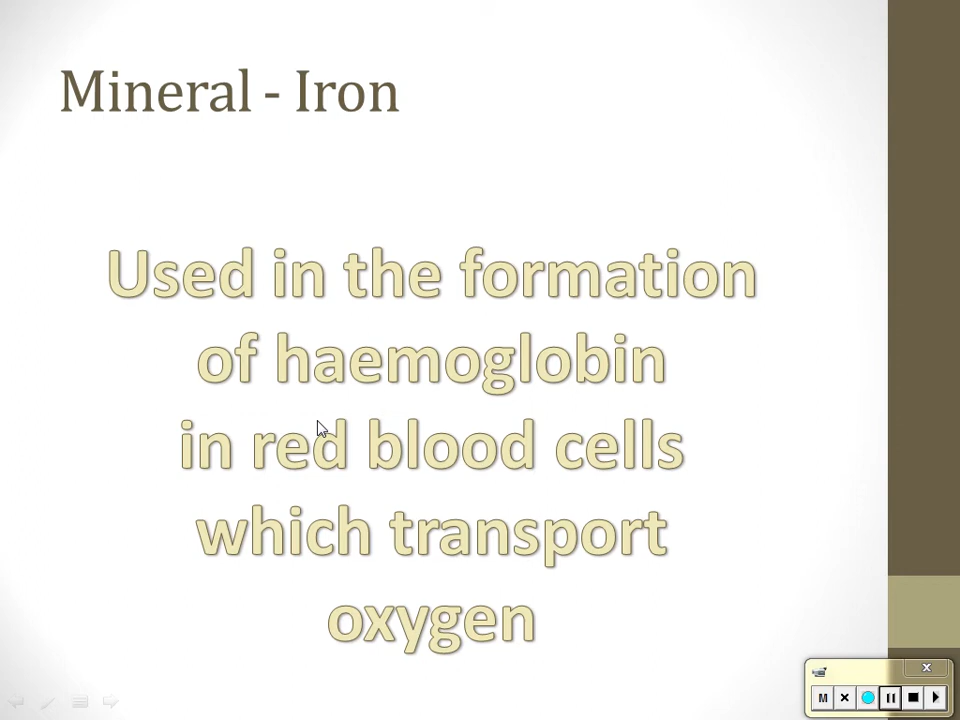 Mineral - Iron
Used in the formation
of haemoglobin
in red blood cells
which transport
oxygen
M